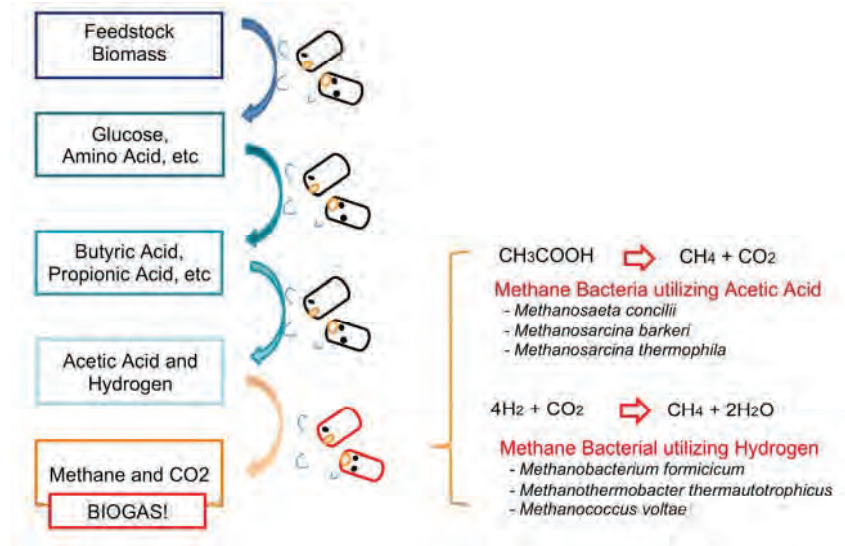 Feedstock
Biomass
Glucose,
Amino Acid, etc
Butyric Acid,
Propionic Acid, etc
Acetic Acid and
Hydrogen
Methane and CO2
BIOGAS!
CH3COOH CH4 + CO2
Methane Bacteria utilizing Acetic Acid
- Methanosaeta concilii
- Methanosarcina barkeri
- Methanosarcina thermophila
4H2 + CO2 CH4 + 2H2O
Methane Bacterial utilizing Hydrogen
- Methanobacterium formicicum
- Methanothermobacter thermautotrophicus
- Methanococcus voltae